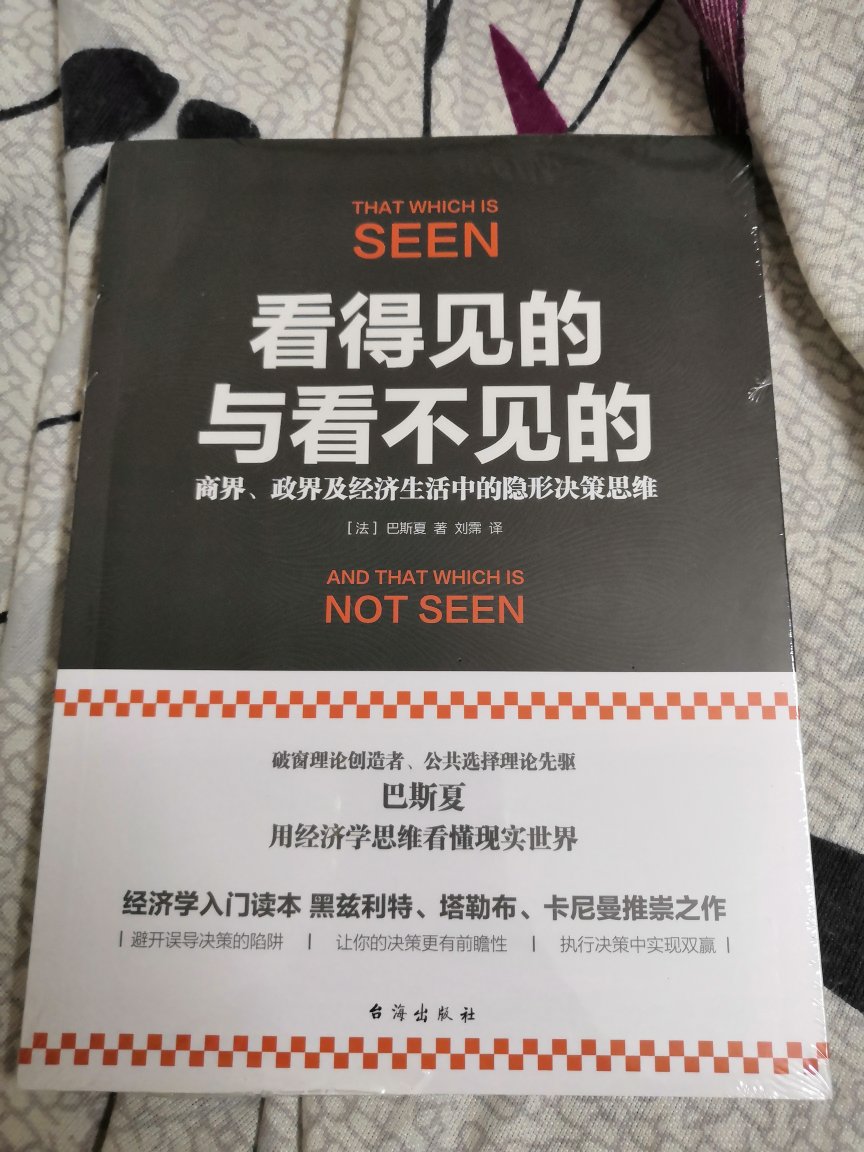 THAT WHICH IS
SEEN
看得见的
与看不见的
商界、政界及经济生活中的隐形决策思维
［法］巴斯夏 著 刘霈 译
AND THAT WHICH IS
NOT SEEN
破窗理论创造者、公共选择理论先驱
巴斯夏
用经济学思维看懂现实世界
经济学入门读本 黑兹利特、塔勒布、卡尼曼推崇之作
| 避开误导决策的陷阱 | 让你的决策更有前瞻性 | 执行决策中实现双赢 |
台海出版社